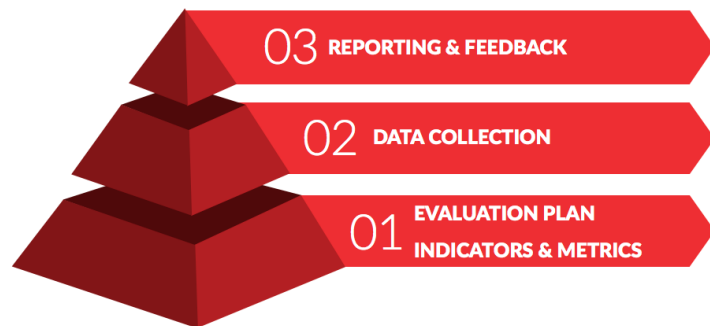 03 REPORTING & FEEDBACK
02 DATA COLLECTION
01 EVALUATION PLAN
INDICATORS & METRICS